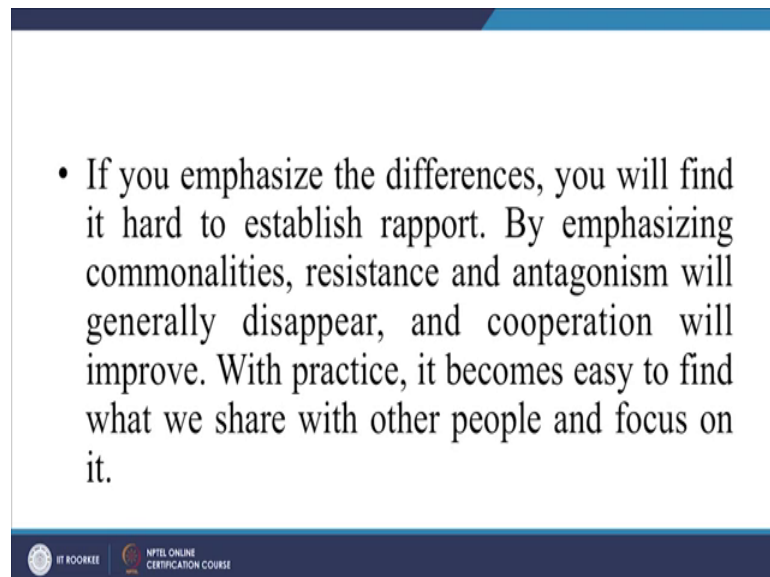 • If you emphasize the differences, you will find
it hard to establish rapport. By emphasizing
commonalities, resistance and antagonism will
generally disappear, and cooperation will
improve. With practice, it becomes easy to find
what we share with other people and focus on
it.
IIT ROORKEE
NPTEL ONLINE
CERTIFICATION COURSE